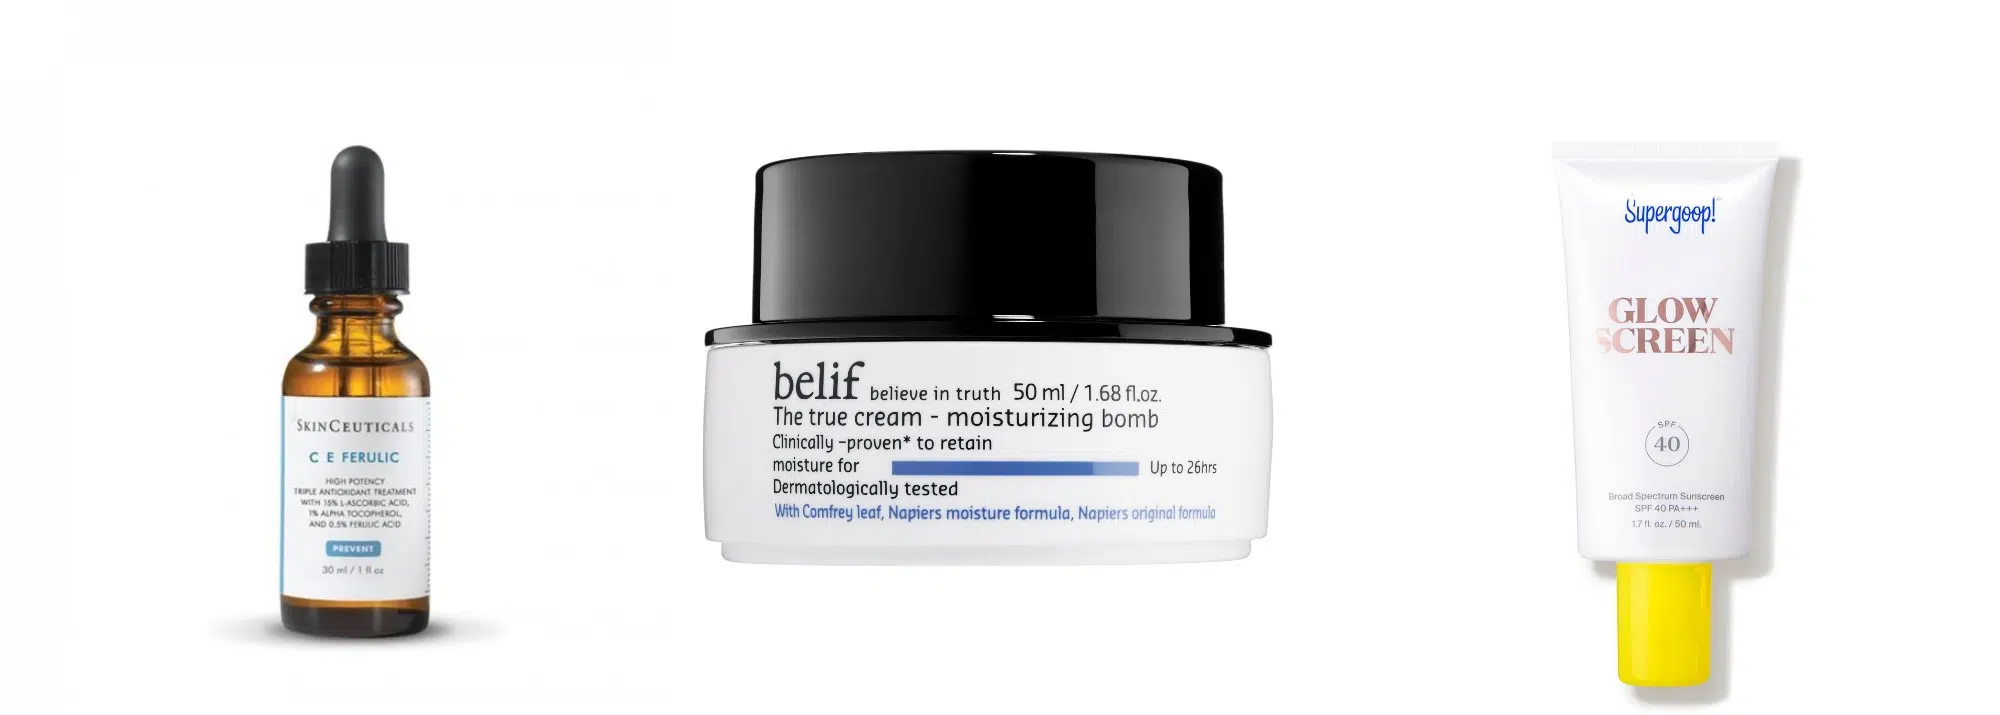 SKINCEUTICALS
C E FERULIC
HIGH POTENCY
TRIPLE ANTIOXIDANT TREATMENT
WITH 15% L-ASCORBIC ACID,
1% ALPHA TOCOPHEROL,
AND 0.5% FERULIC ACID
PREVENT
30 ml / 1 fl oz
belif believe in truth 50 ml / 1.68 fl.oz.
The true cream - moisturizing bomb
Clinically -proven* to retain
moisture for Up to 26hrs
Dermatologically tested
With Comfrey leaf, Napiers moisture formula, Napiers original formula
Supergoop!
GLOW
SCREEN
SPF
40
Broad Spectrum Sunscreen
SPF 40 PA+++
1.7 fl. oz. / 50 ml.